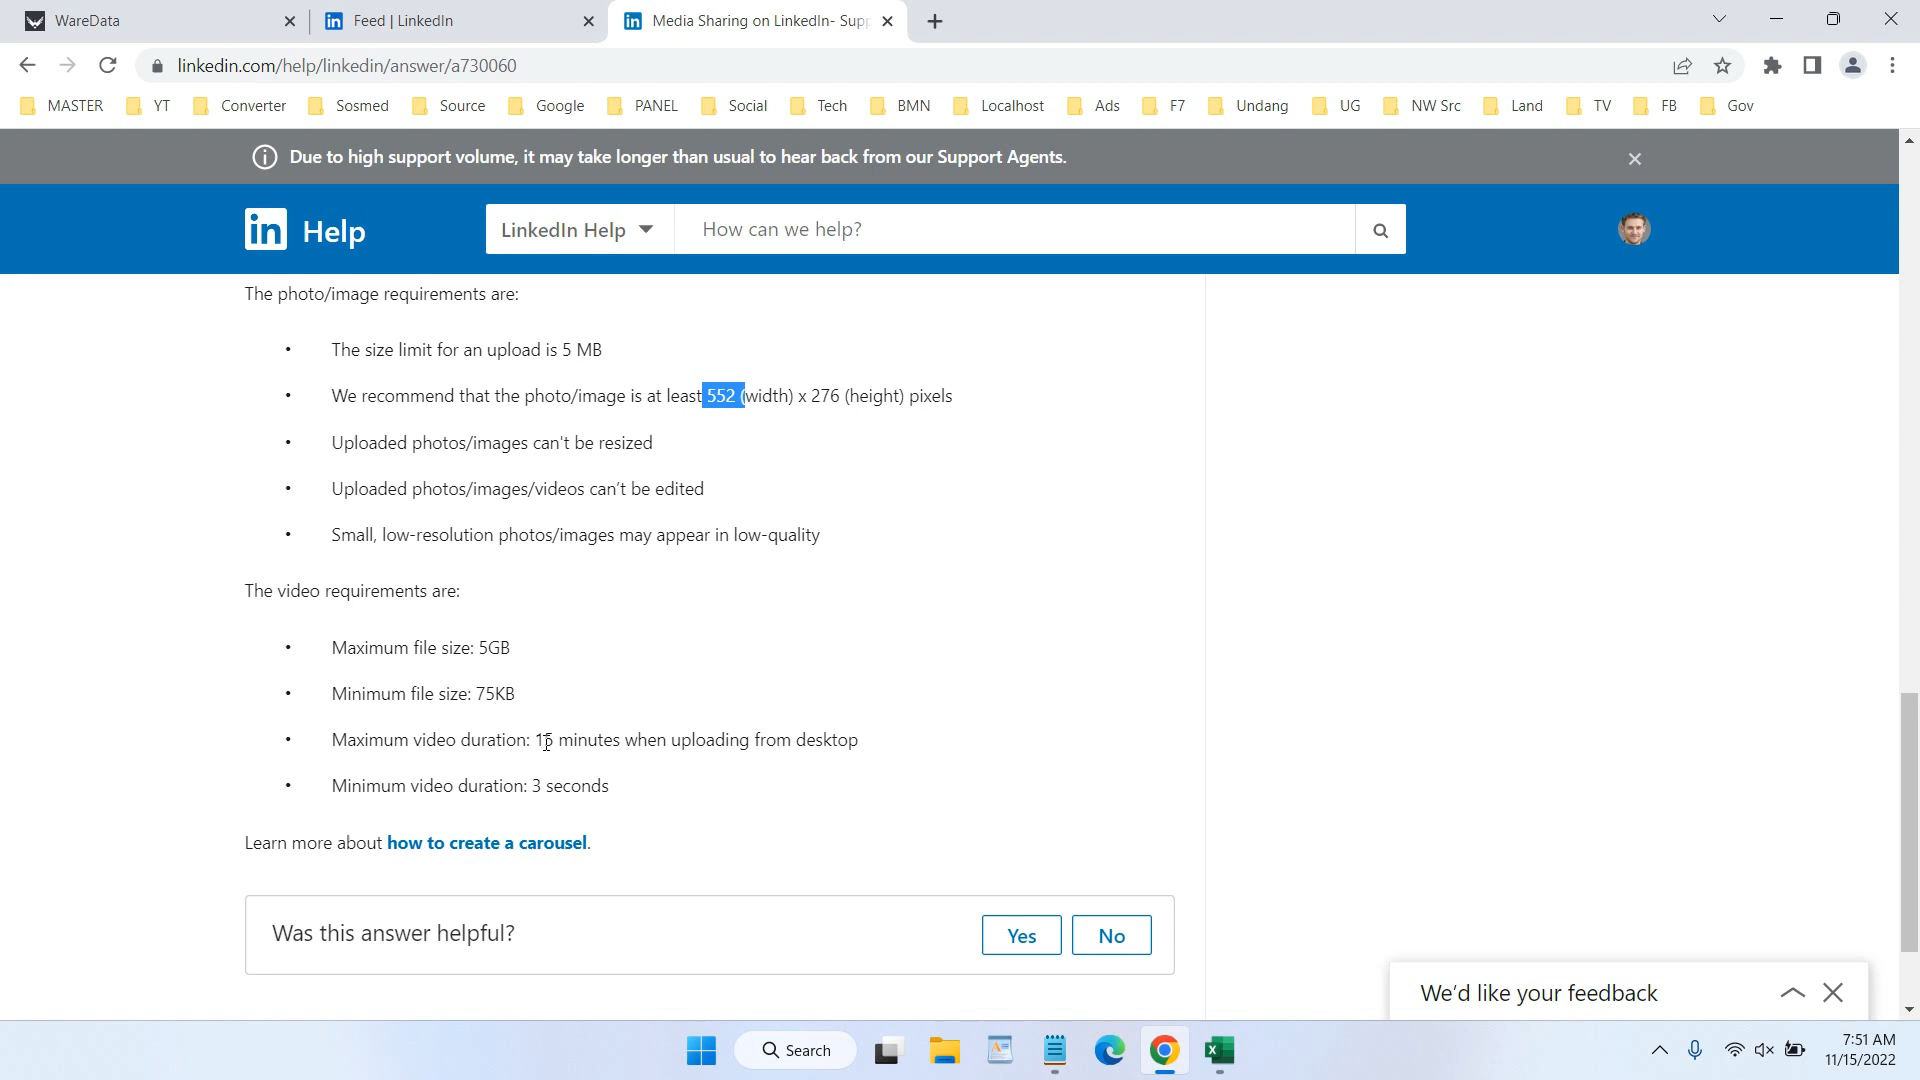 WareData
Feed | LinkedIn
Media Sharing on LinkedIn- Supp
linkedin.com/help/linkedin/answer/a730060
MASTER YT Converter Sosmed Source Google PANEL Social Tech BMN Localhost Ads F7 Undang UG NW Src Land TV FB Gov
Due to high support volume, it may take longer than usual to hear back from our Support Agents.
in Help
LinkedIn Help
How can we help?
The photo/image requirements are:
• The size limit for an upload is 5 MB
• We recommend that the photo/image is at least 552 (width) x 276 (height) pixels
• Uploaded photos/images can't be resized
• Uploaded photos/images/videos can't be edited
• Small, low-resolution photos/images may appear in low-quality
The video requirements are:
• Maximum file size: 5GB
• Minimum file size: 75KB
• Maximum video duration: 15 minutes when uploading from desktop
• Minimum video duration: 3 seconds
Learn more about how to create a carousel.
Was this answer helpful?
Yes
No
We'd like your feedback
Search
7:51 AM
11/15/2022